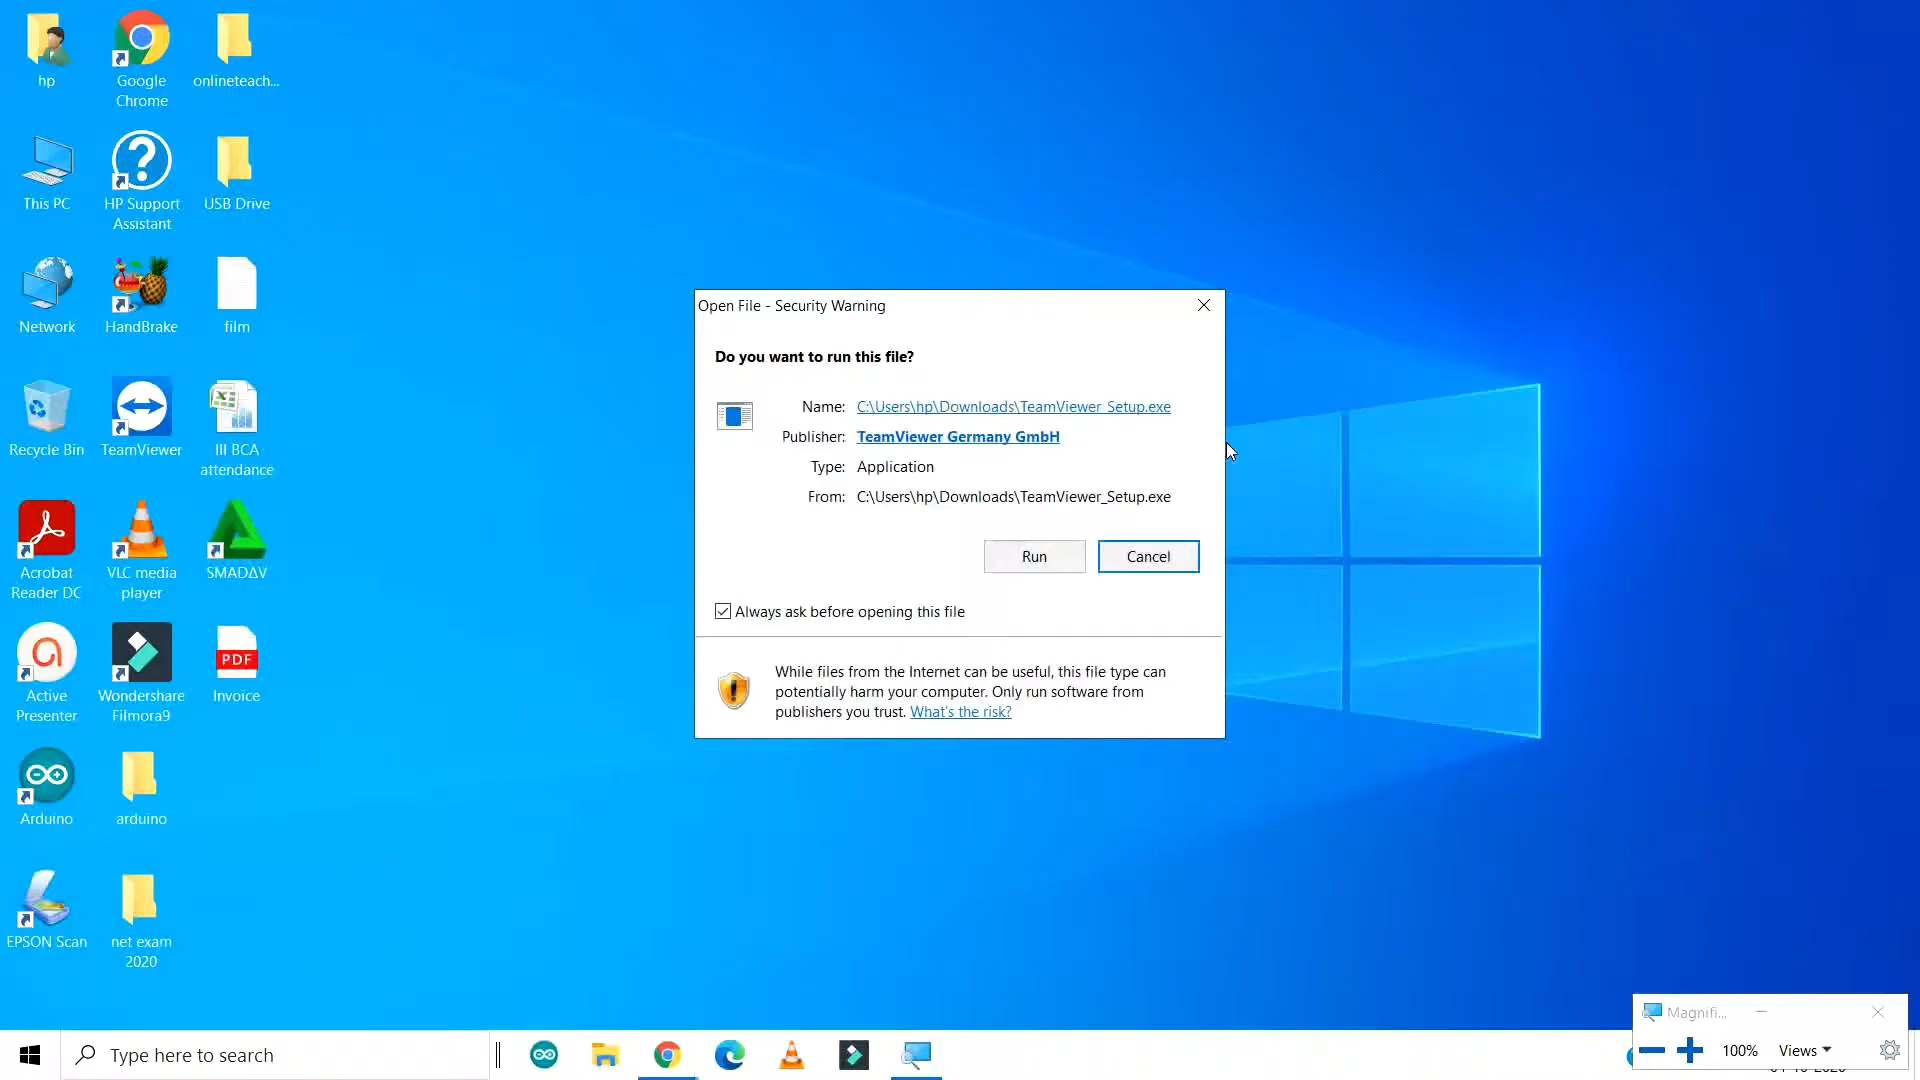 hp
Google
Chrome
onlineteach...
This PC
HP Support
Assistant
USB Drive
Network
HandBrake
film
Recycle Bin
TeamViewer
III BCA
attendance
Acrobat
Reader DC
VLC media
player
SMADΔV
Active
Presenter
Wondershare
Filmora9
PDF
Invoice
Arduino
arduino
EPSON Scan
net exam
2020
Open File - Security Warning
Do you want to run this file?
Name: C:\Users\hp\Downloads\TeamViewer_Setup.exe
Publisher: TeamViewer Germany GmbH
Type: Application
From: C:\Users\hp\Downloads\TeamViewer_Setup.exe
Run
Cancel
Always ask before opening this file
While files from the Internet can be useful, this file type can
potentially harm your computer. Only run software from
publishers you trust. What's the risk?
Magnifi...
100%
Views
Type here to search